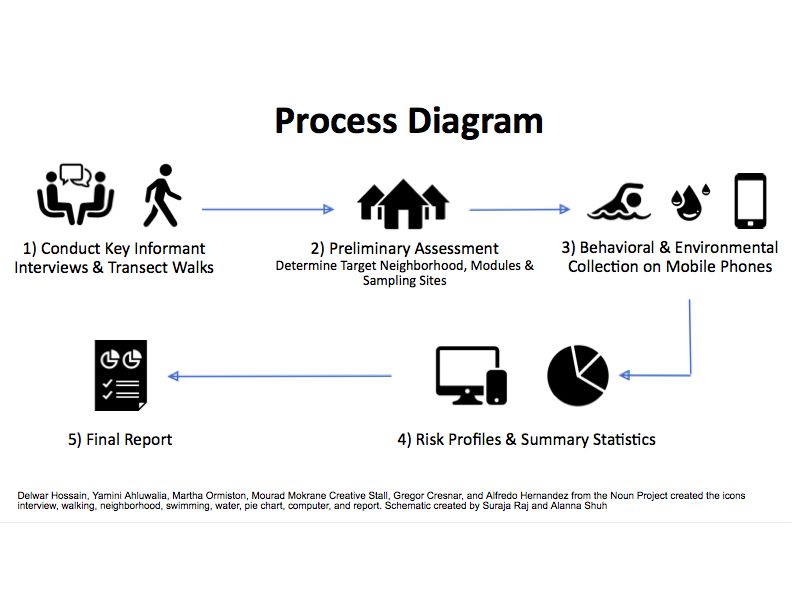 Process Diagram
1) Conduct Key Informant
Interviews & Transect Walks
2) Preliminary Assessment
Determine Target Neighborhood, Modules &
Sampling Sites
3) Behavioral & Environmental
Collection on Mobile Phones
5) Final Report
4) Risk Profiles & Summary Statistics
Delwar Hossain, Yamini Ahluwalia, Martha Ormiston, Mourad Mokrane Creative Stall, Gregor Cresnar, and Alfredo Hernandez from the Noun Project created the icons
interview, walking, neighborhood, swimming, water, pie chart, computer, and report. Schematic created by Suraja Raj and Alanna Shuh